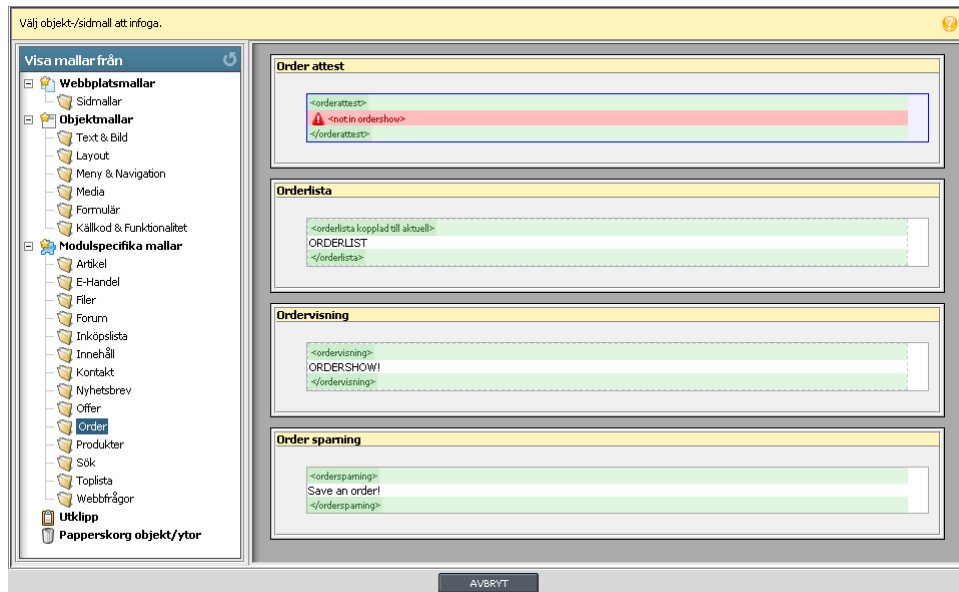 Välj objekt-/sidmall att infoga.
Visa mallar från
Webbplatsmallar
Sidmallar
Objektmallar
Text & Bild
Layout
Meny & Navigation
Media
Formulär
Källkod & Funktionalitet
Modulspecifika mallar
Artikel
E-Handel
Filer
Forum
Inköpslista
Innehåll
Kontakt
Nyhetsbrev
Offer
Order
Produkter
Sök
Toplista
Webbfrågor
Utklipp
Papperskorg objekt/ytor
Order attest
<orderattest>
<not in ordershow>
</orderattest>
Orderlista
<orderlista kopplad till aktuell>
ORDERLIST
</orderlista>
Ordervisning
<ordervisning>
ORDERSHOW!
</ordervisning>
Order sparning
<ordersparning>
Save an order!
</ordersparning>
AVBRYT